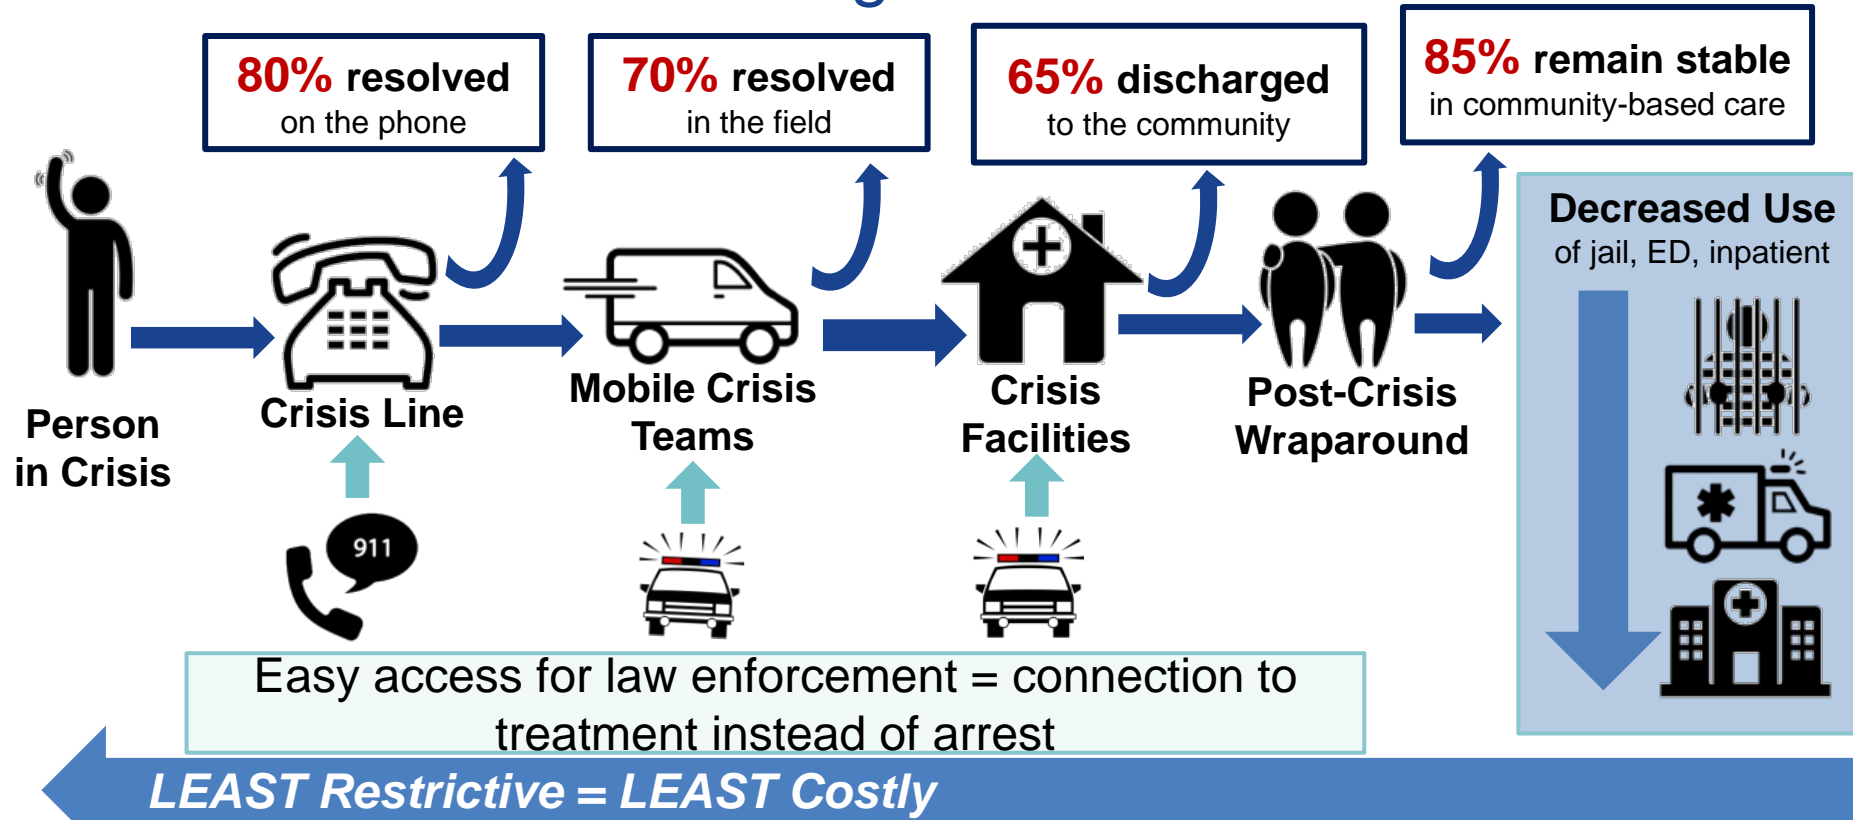 80% resolved
on the phone
70% resolved
in the field
65% discharged
to the community
85% remain stable
in community-based care
Decreased Use
of jail, ED, inpatient
Person
in Crisis
Crisis Line
Mobile Crisis
Teams
Crisis
Facilities
Post-Crisis
Wraparound
911
Easy access for law enforcement = connection to
treatment instead of arrest
LEAST Restrictive = LEAST Costly